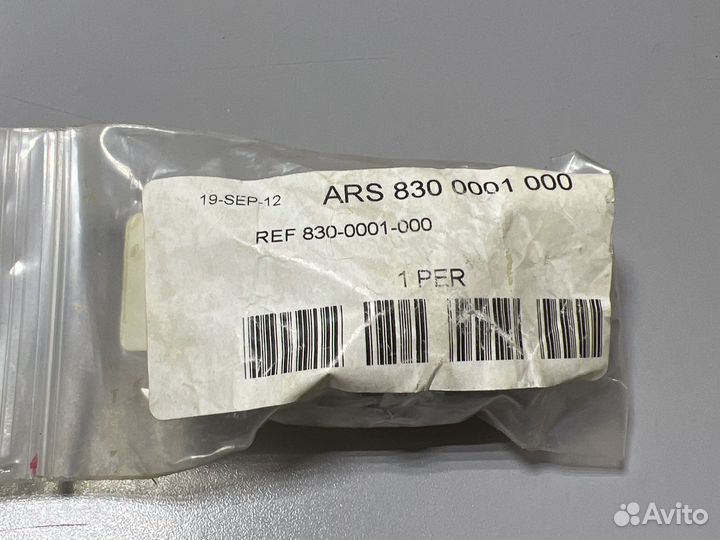 19-SEP-12 ARS 830 0001 000
REF 830-0001-000
1 PER
Avito